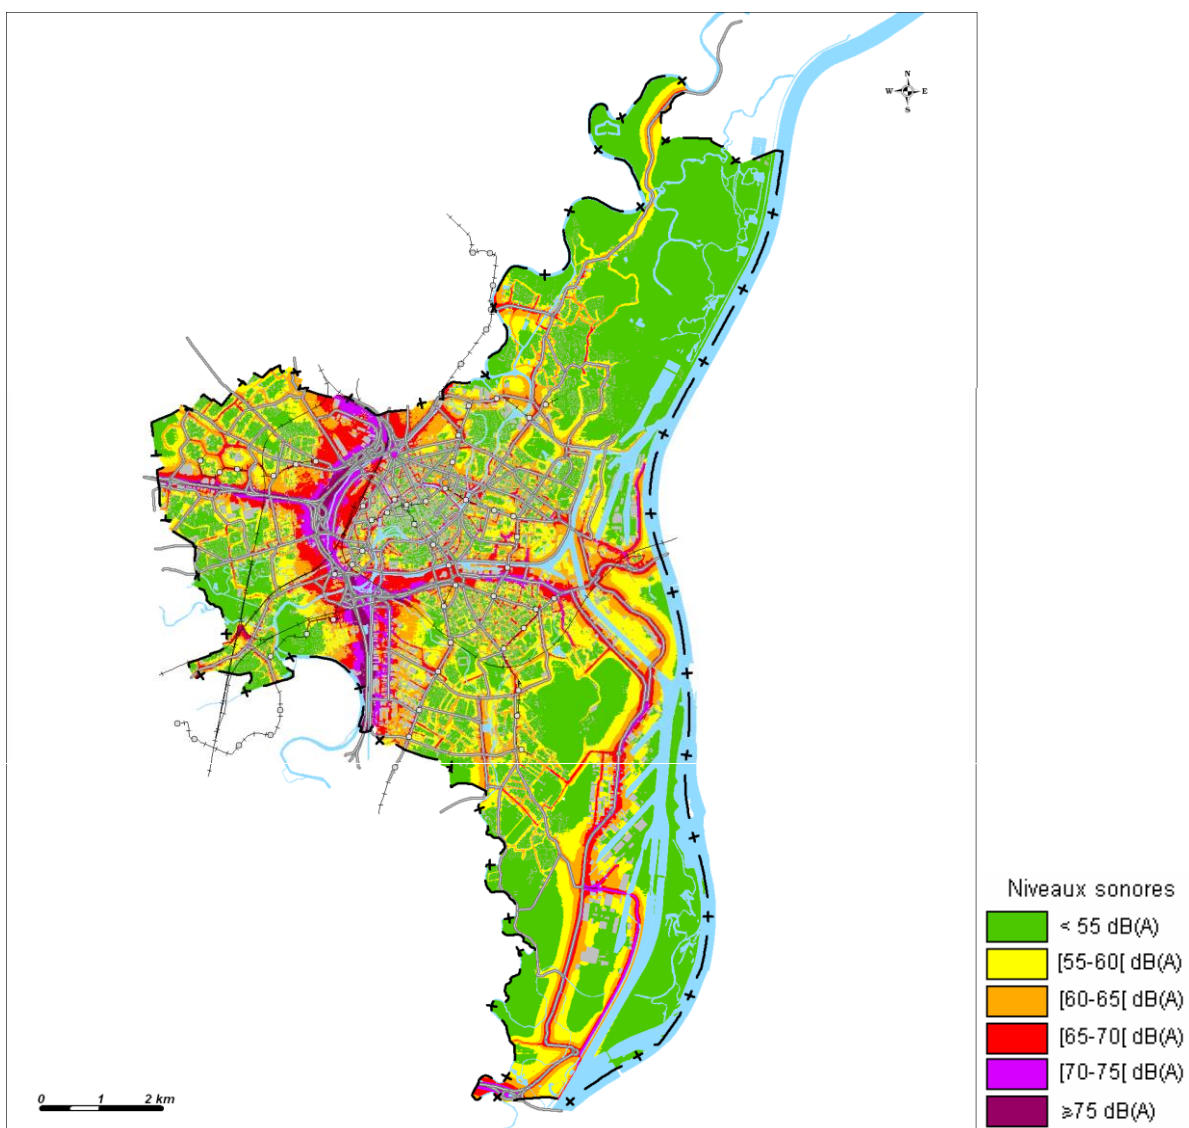 N
W E
S
0 1 2 km
Niveaux sonores
< 55 dB(A)
[55-60[ dB(A)
[60-65[ dB(A)
[65-70[ dB(A)
[70-75[ dB(A)
≥75 dB(A)